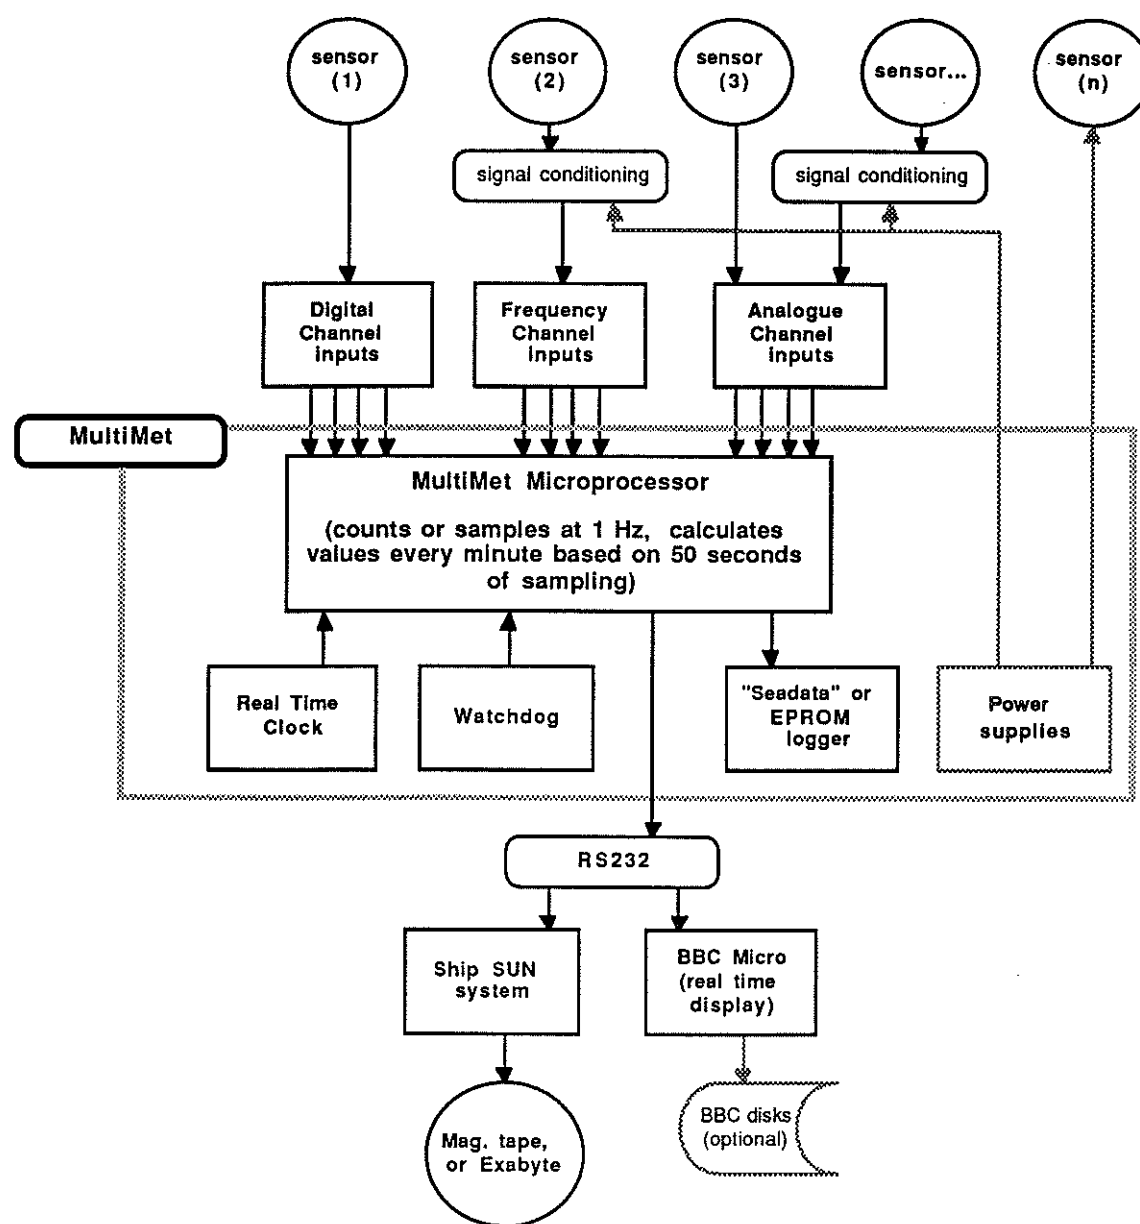 sensor
(1)
sensor
(2)
sensor
(3)
sensor...
sensor
(n)
signal conditioning
signal conditioning
Digital
Channel
inputs
Frequency
Channel
inputs
Analogue
Channel
inputs
MultiMet
MultiMet Microprocessor
(counts or samples at 1 Hz, calculates
values every minute based on 50 seconds
of sampling)
Real Time
Clock
Watchdog
"Seadata" or
EPROM
logger
Power
supplies
RS232
Ship SUN
system
BBC Micro
(real time
display)
Mag. tape,
or Exabyte
BBC disks
(optional)